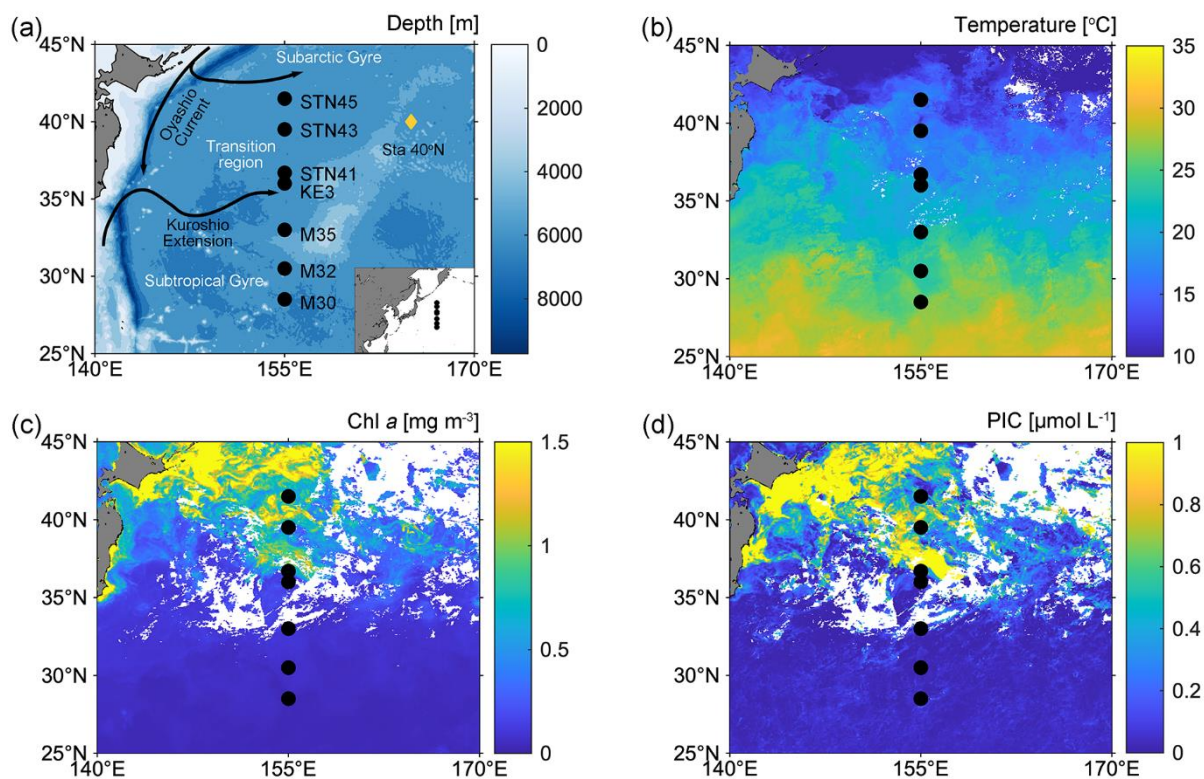 (a)
Depth [m]
45°N
40°N
35°N
30°N
25°N
140°E
155°E
170°E
Subarctic Gyre
Oyashio
Current
Transition
region
Kuroshio
Extension
Subtropical Gyre
STN45
STN43
STN41
KE3
M35
M32
M30
Sta 40°N
0
2000
4000
6000
8000
(b)
Temperature [°C]
45°N
40°N
35°N
30°N
25°N
140°E
155°E
170°E
35
30
25
20
15
10
(c)
Chl a [mg m⁻³]
45°N
40°N
35°N
30°N
25°N
140°E
155°E
170°E
1.5
1
0.5
0
(d)
PIC [µmol L⁻¹]
45°N
40°N
35°N
30°N
25°N
140°E
155°E
170°E
1
0.8
0.6
0.4
0.2
0